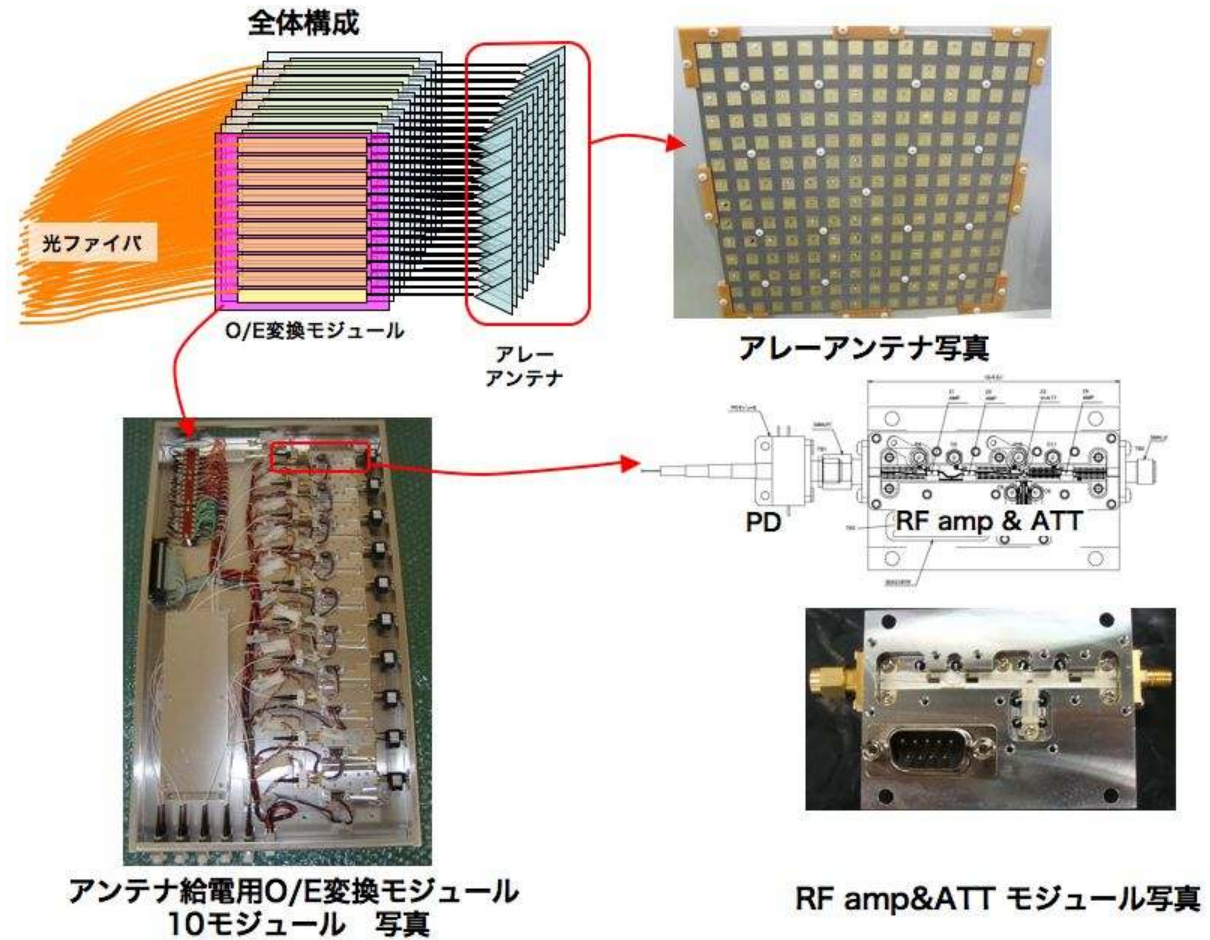 全体構成
光ファイバ
O/E変換モジュール
アレー
アンテナ
アレーアンテナ写真
PD
RF amp & ATT
アンテナ給電用O/E変換モジュール
10モジュール 写真
RF amp&ATT モジュール写真